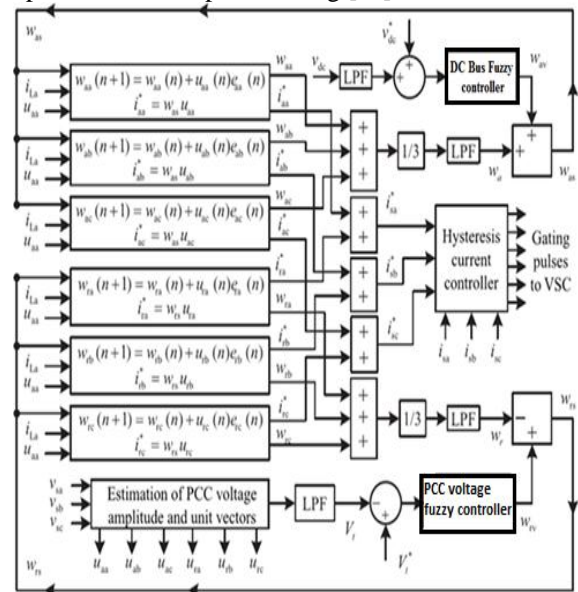 w_as
v*_dc
v_dc
LPF
+
+
DC Bus Fuzzy
controller
w_av
i_La
u_aa
w_aa(n+1) = w_aa(n)+u_aa(n)e_aa(n)
i*_aa = w_as u_aa
w_aa
i*_aa
w_ab(n+1) = w_ab(n)+u_ab(n)e_ab(n)
i*_ab = w_as u_ab
i_La
u_aa
w_ab
i*_ab
+
+
+
1/3
LPF
w_a
+
+
w_as
w_ac(n+1) = w_ac(n)+u_ac(n)e_ac(n)
i*_ac = w_as u_ac
i_La
u_aa
w_ac
i*_ac
+
+
i*_sa
w_ra(n+1) = w_ra(n)+u_ra(n)e_ra(n)
i*_ra = w_rs u_ra
i_La
u_aa
i*_ra
w_ra
+
+
i*_sb
Hysteresis
current
controller
Gating
pulses
to VSC
+
+
i*_sc
i_sa
i_sb
i_sc
w_rb(n+1) = w_rb(n)+u_rb(n)e_rb(n)
i*_rb = w_rs u_rb
i_La
u_aa
i*_rb
w_rb
w_rc(n+1) = w_rc(n)+u_rc(n)e_rc(n)
i*_rc = w_rs u_rc
i_La
u_aa
i*_rc
w_rc
+
+
+
1/3
LPF
w_r
−
+
w_rs
v_sa
v_sb
v_sc
Estimation of PCC voltage
amplitude and unit vectors
LPF
V_t
−
+
V*_t
PCC voltage
fuzzy controller
w_rv
u_aa
u_ab
u_ac
u_ra
u_rb
u_rc
w_rs